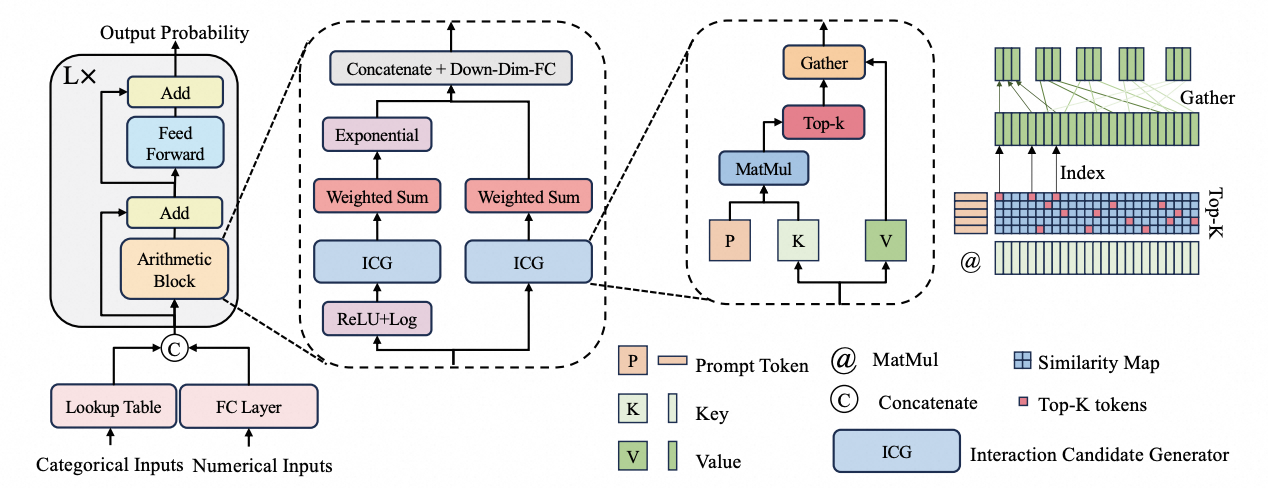 Output Probability
L×
Add
Feed
Forward
Add
Arithmetic
Block
C
Lookup Table
FC Layer
Categorical Inputs
Numerical Inputs
Concatenate + Down-Dim-FC
Exponential
Weighted Sum
Weighted Sum
ICG
ICG
ReLU+Log
Gather
Top-k
MatMul
P
K
V
Gather
Index
Top-K
@
P
Prompt Token
@
MatMul
Similarity Map
K
Key
C
Concatenate
Top-K tokens
V
Value
ICG
Interaction Candidate Generator